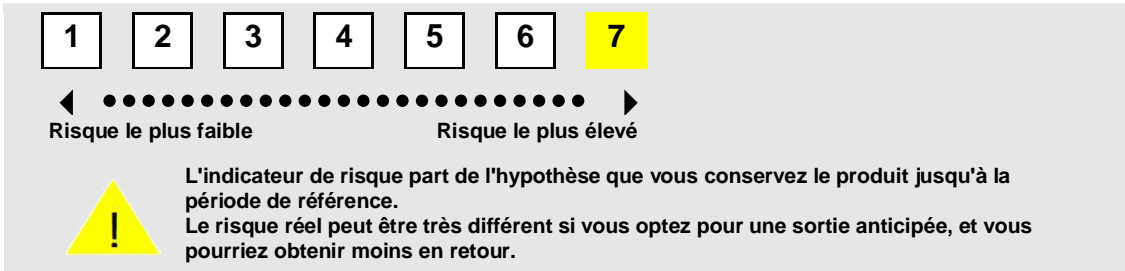 1 2 3 4 5 6 7
Risque le plus faible Risque le plus élevé
! L'indicateur de risque part de l'hypothèse que vous conservez le produit jusqu'à la
période de référence.
Le risque réel peut être très différent si vous optez pour une sortie anticipée, et vous
pourriez obtenir moins en retour.